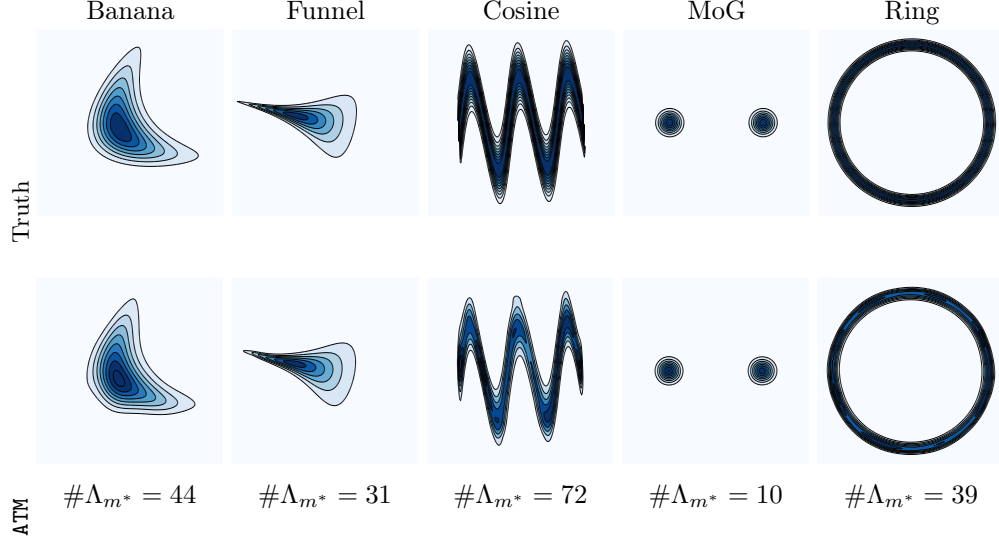 Banana Funnel Cosine MoG Ring
Truth
ATM
#Λ_{m*} = 44 #Λ_{m*} = 31 #Λ_{m*} = 72 #Λ_{m*} = 10 #Λ_{m*} = 39